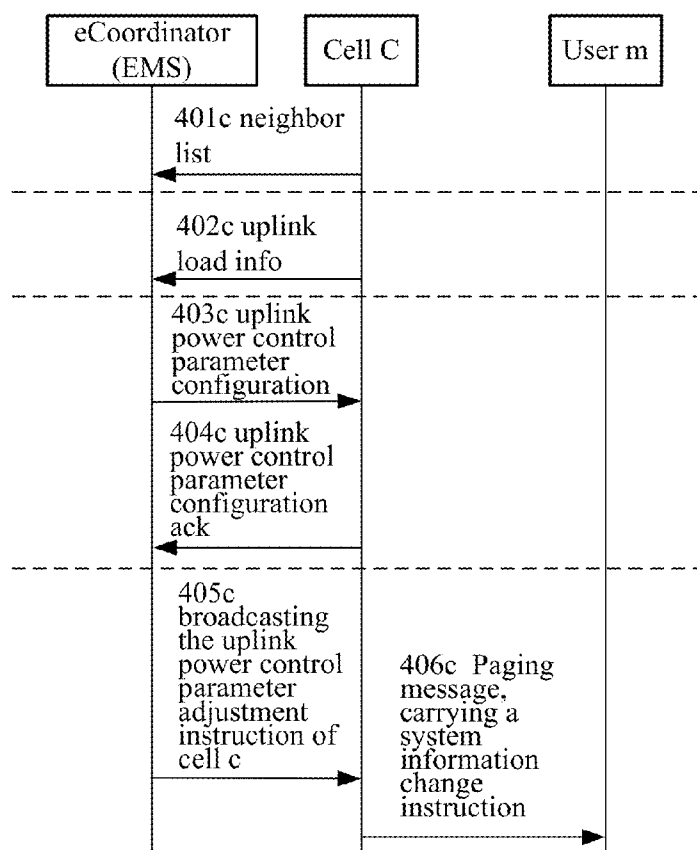 eCoordinator
(EMS)
Cell C
User m
401c neighbor
list
402c uplink
load info
403c uplink
power control
parameter
configuration
404c uplink
power control
parameter
configuration
ack
405c
broadcasting
the uplink
power control
parameter
adjustment
instruction of
cell c
406c Paging
message,
carrying a
system
information
change
instruction